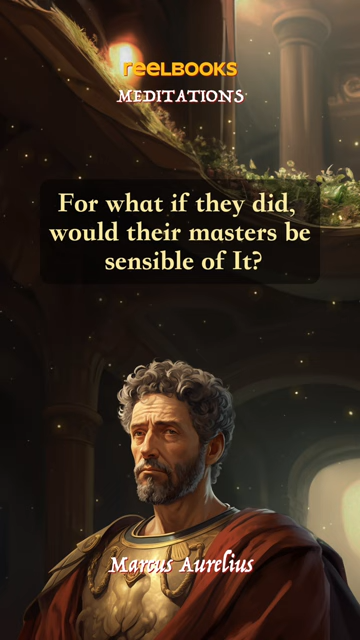 reelBOOKS
MEDITATIONS
For what if they did,
would their masters be
sensible of It?
Marcus Aurelius